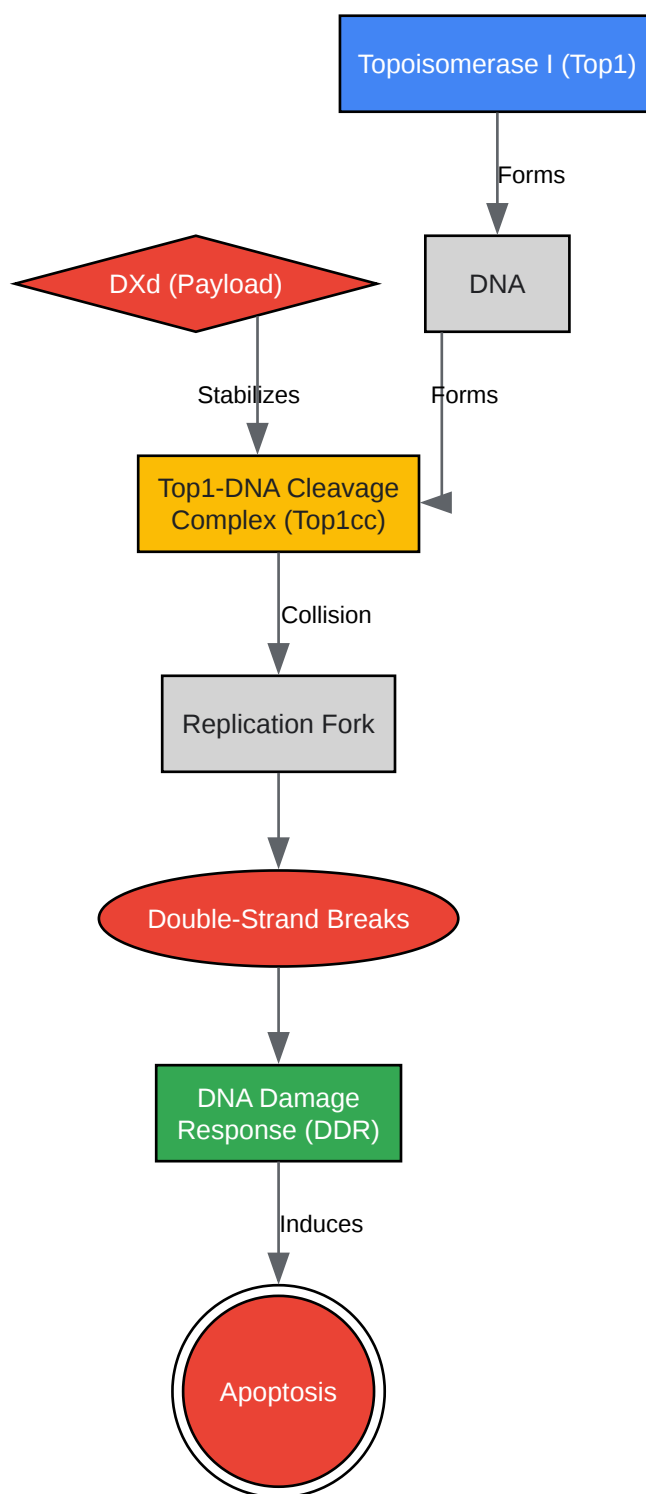 Topoisomerase I (Top1)
Forms
DXd (Payload)
DNA
Stabilizes
Forms
Top1-DNA Cleavage
Complex (Top1cc)
Collision
Replication Fork
Double-Strand Breaks
DNA Damage
Response (DDR)
Induces
Apoptosis